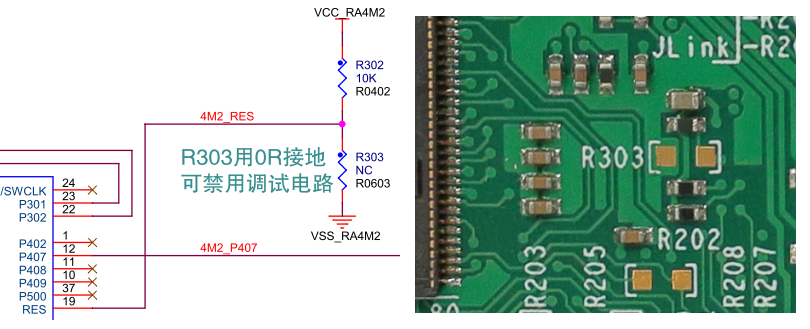 VCC_RA4M2
R302
10K
R0402
4M2_RES
R303用0R接地
可禁用调试电路
R303
NC
R0603
VSS_RA4M2
/SWCLK 24
P301 23
P302 22
P402 1
P407 12
4M2_P407
P408 11
P409 10
P500 37
RES 19
JLink
-R20
R303
R202
R203
R205
R208
R207